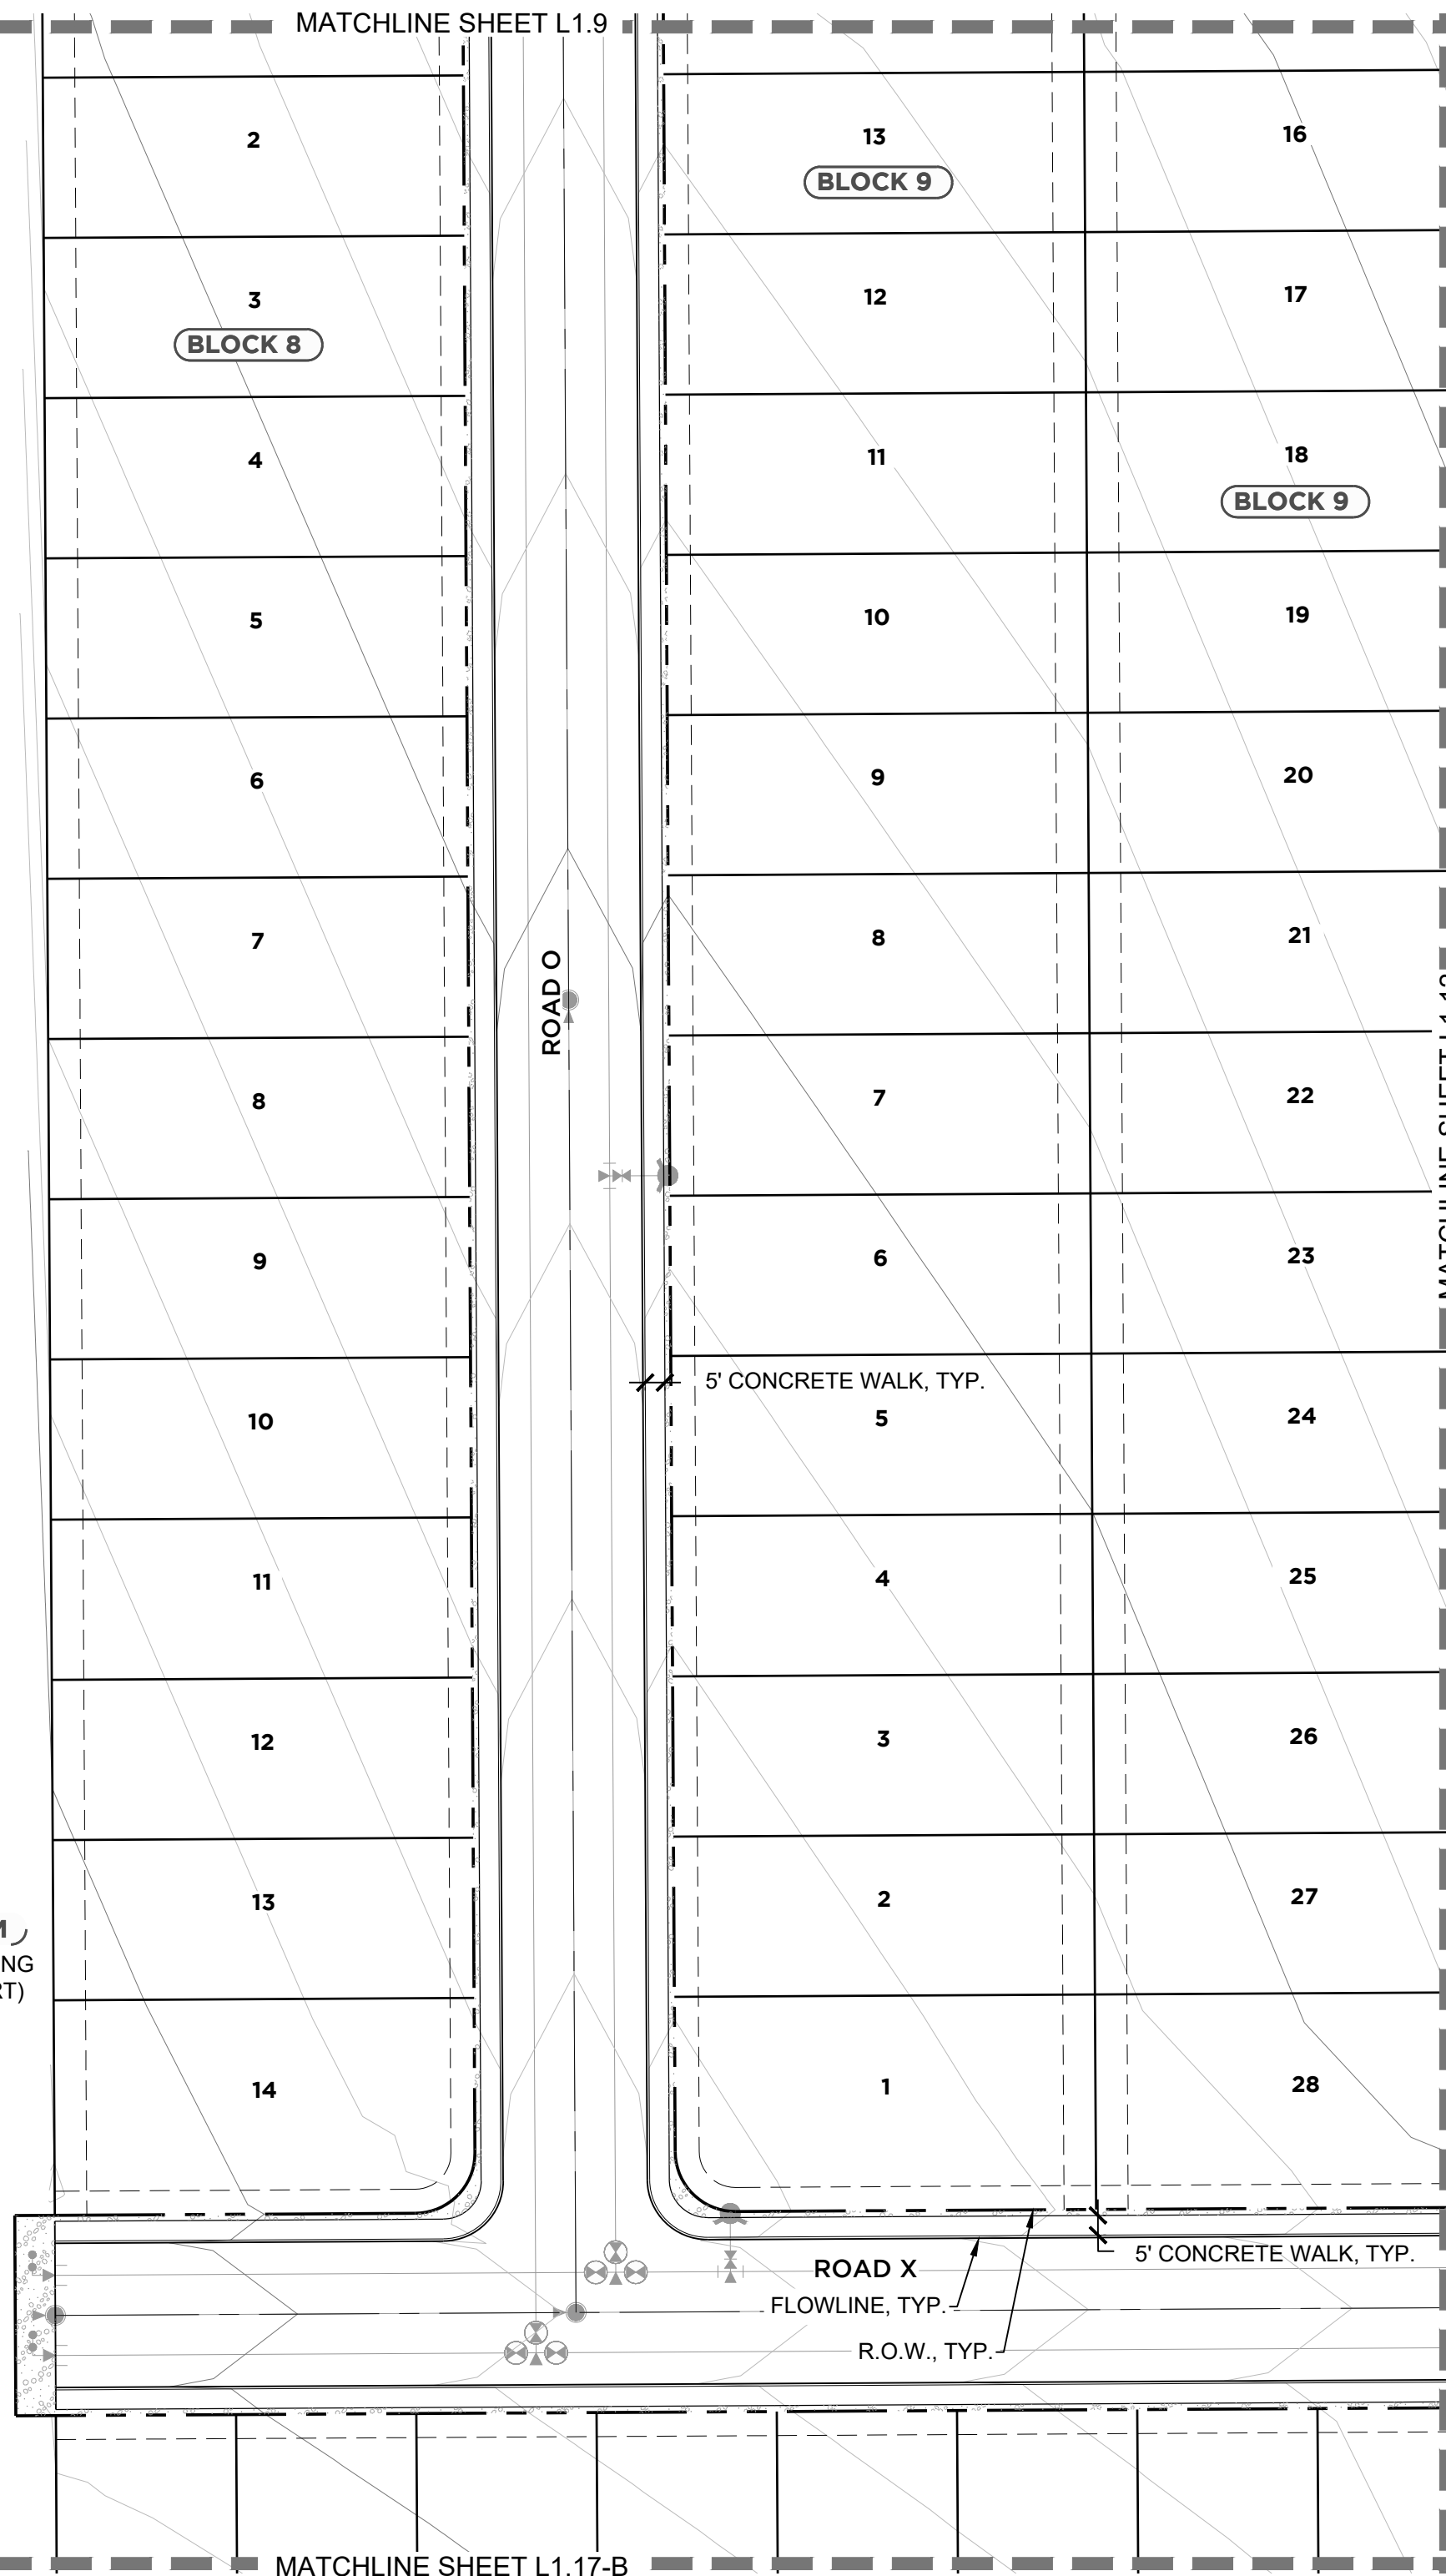 MATCHLINE SHEET L1.9
2
13
BLOCK 9
16
3
BLOCK 8
12
17
4
11
18
BLOCK 9
5
10
19
6
9
20
7
8
21
ROAD O
8
7
22
MATCHLINE SHEET
9
6
23
5' CONCRETE WALK, TYP.
10
5
24
11
4
25
12
3
26
13
2
27
NG
T)
14
1
28
5' CONCRETE WALK, TYP.
ROAD X
FLOWLINE, TYP.
R.O.W., TYP.
MATCHLINE SHEET L1.17-B